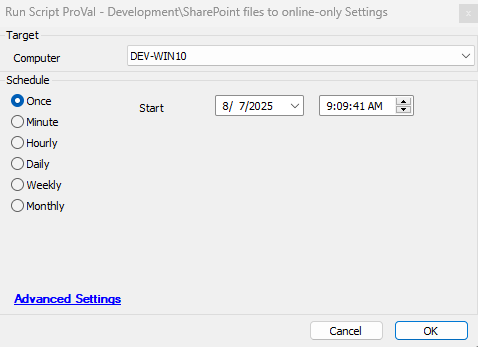 Run Script ProVal - Development\SharePoint files to online-only Settings
Target
Computer DEV-WIN10
Schedule
Once Start 8/ 7/2025 9:09:41 AM
Minute
Hourly
Daily
Weekly
Monthly
Advanced Settings
Cancel OK